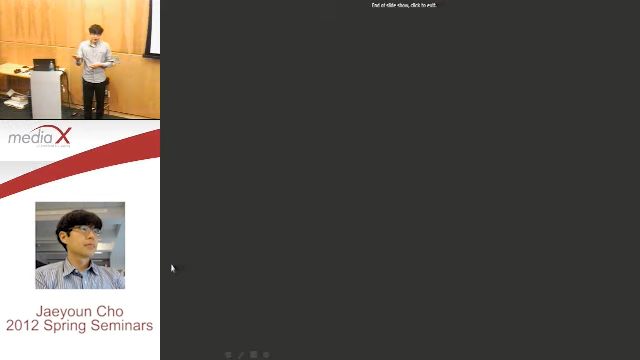 End of slide show, click to exit.
mediaX
Jaeyoun Cho
2012 Spring Seminars